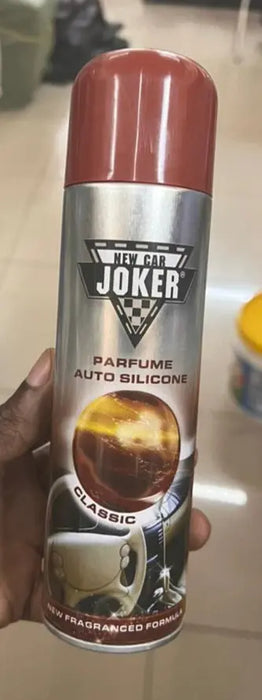 NEW CAR
JOKER®
PARFUME
AUTO SILICONE
CLASSIC
NEW FRAGRANCED FORMULA